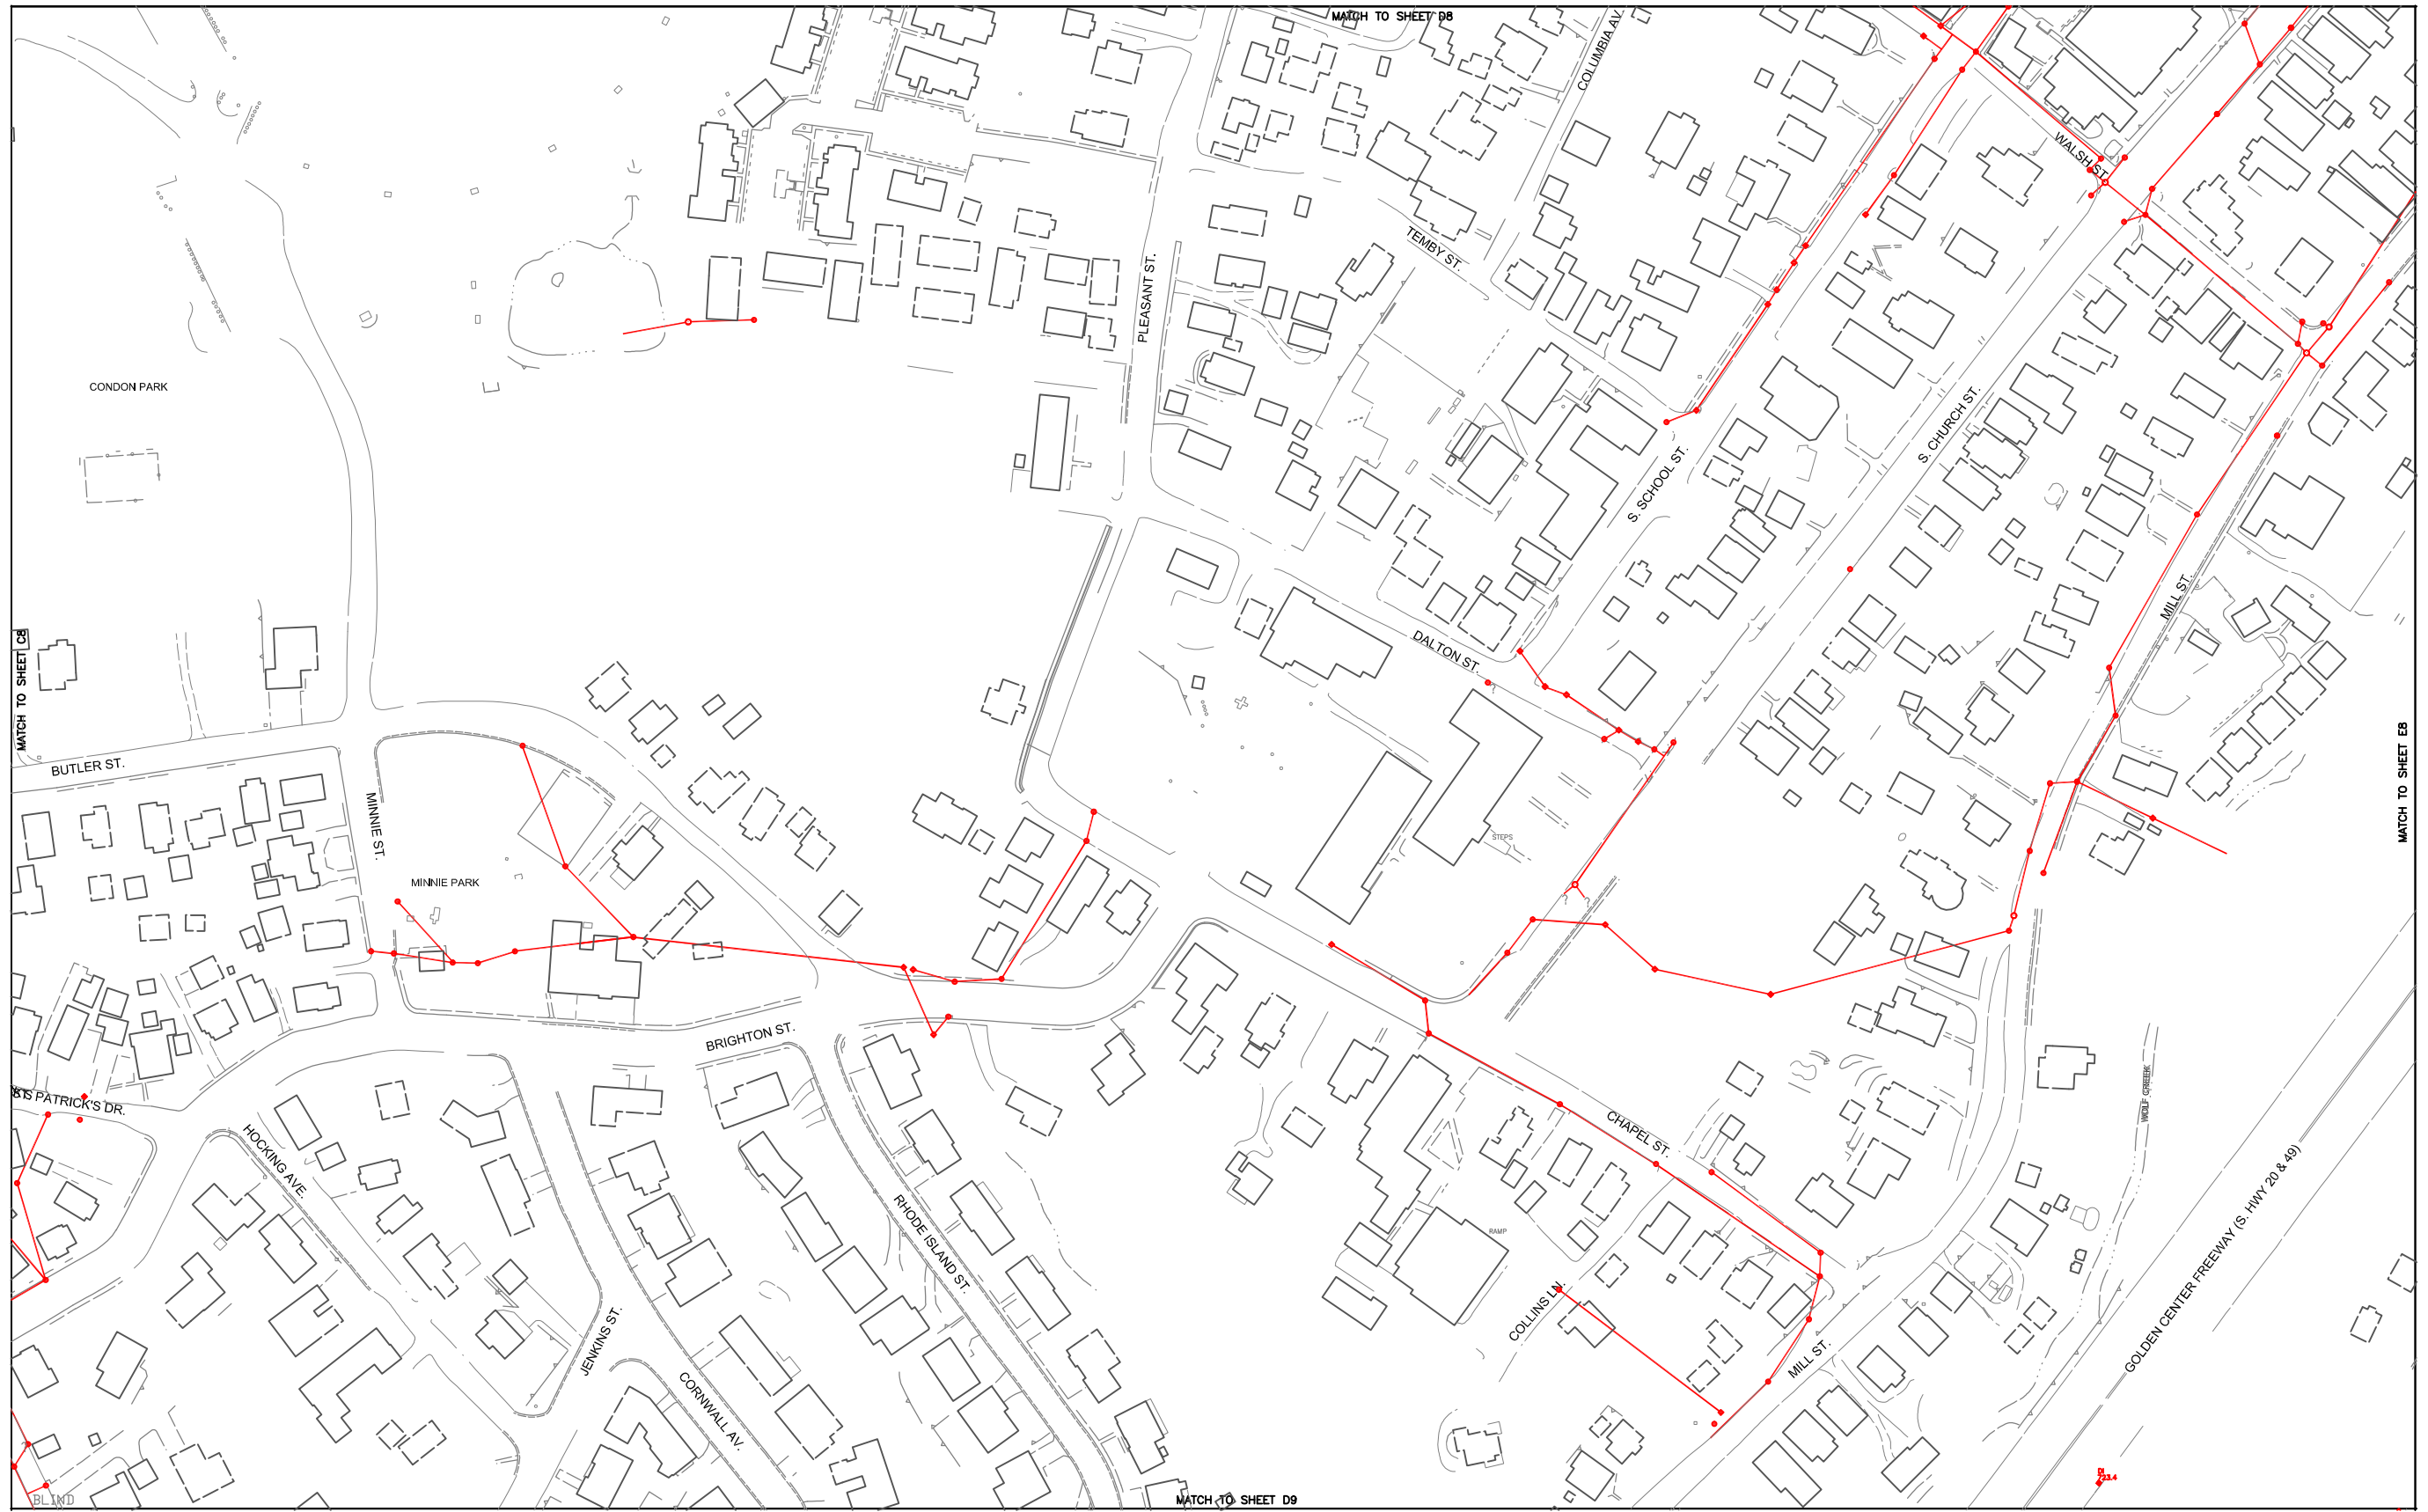 MATCH TO SHEET D8
COLUMBIA AV.
WALSH ST.
TEMBY ST.
PLEASANT ST.
CONDON PARK
S. CHURCH ST.
S. SCHOOL ST.
MILL ST.
DALTON ST.
MATCH TO SHEET C8
MATCH TO SHEET E8
BUTLER ST.
MINNIE ST.
STEPS
MINNIE PARK
?
?
?
BRIGHTON ST.
PATRICK'S DR.
WOLF CREEK
HOCKING AVE.
CHAPEL ST.
RHODE ISLAND ST.
RAMP
GOLDEN CENTER FREEWAY (S. HWY 20 & 49)
COLLINS LN.
JENKINS ST.
MILL ST.
CORNWALL AV.
DI
723.4
BLIND
MATCH TO SHEET D9